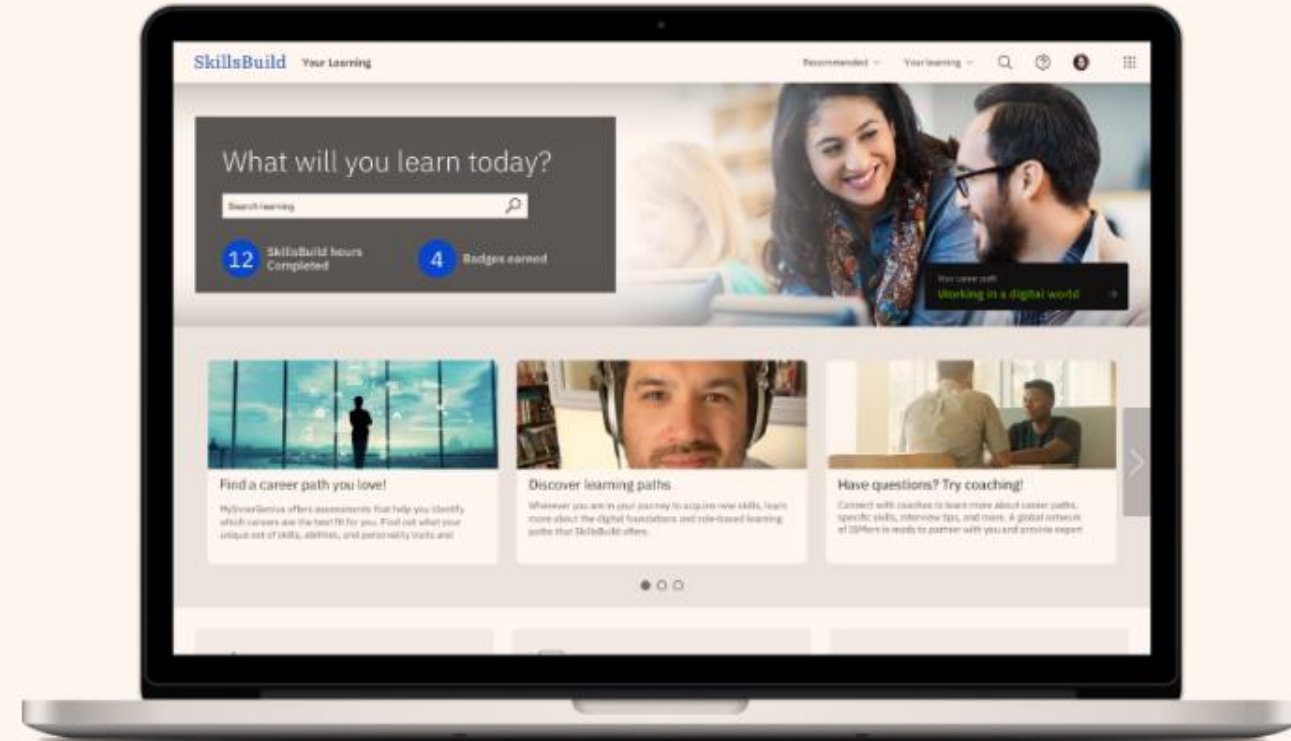 SkillsBuild Your Learning
Recommended Your learning
What will you learn today?
Search learning
12 SkillsBuild hours
Completed
4 Badges earned
Your career path
Working in a digital world
Find a career path you love!
offers assessments that help you identify
which careers are the best fit for you. Find out what your
unique set of skills, abilities, and personality traits and
Discover learning paths
Wherever you are in your journey to acquire new skills, learn
more about the digital foundations and role-based learning
paths that SkillsBuild offers.
Have questions? Try coaching!
Connect with coaches to learn more about career paths,
specific skills, interview tips, and more. A global network
of IBMers is ready to partner with you and provide expert